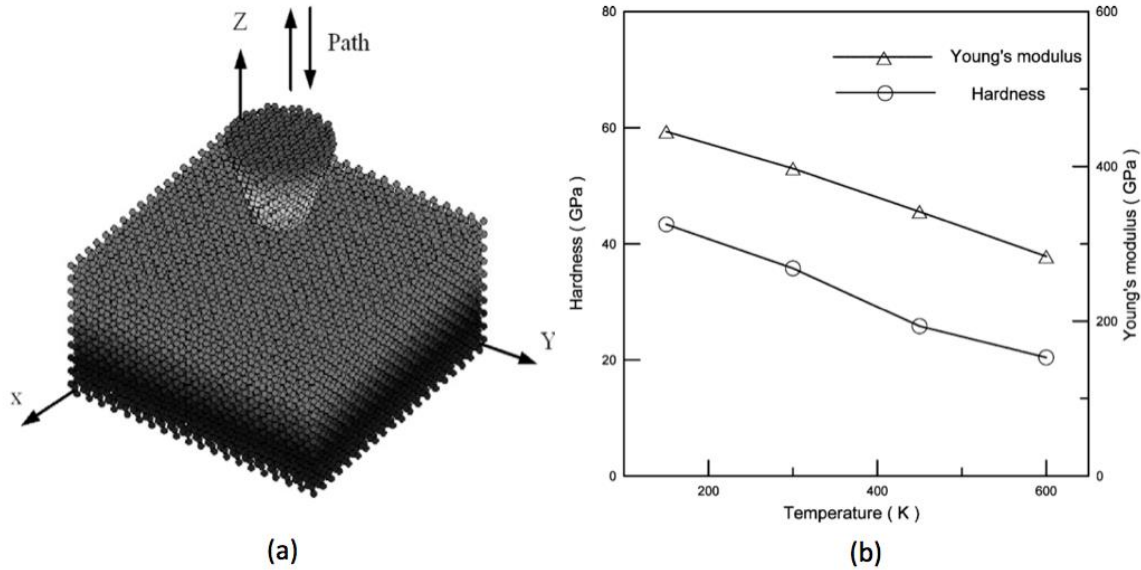 Z
Path
Y
x
(a)
80
60
40
20
0
Hardness ( GPa )
600
400
200
0
Young's modulus ( GPa )
Young's modulus
Hardness
200
400
600
Temperature ( K )
(b)